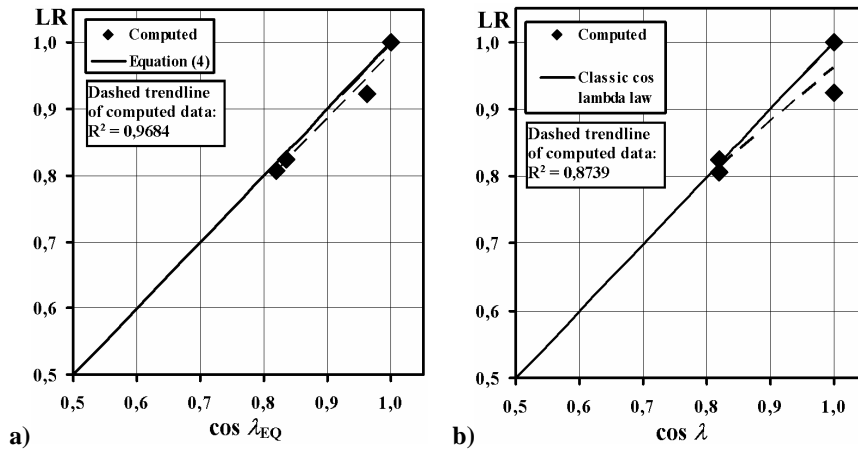 LR
1,0
0,9
0,8
0,7
0,6
0,5
Computed
Equation (4)
Dashed trendline
of computed data:
R² = 0,9684
0,5 0,6 0,7 0,8 0,9 1,0
cos λEQ
a)
LR
1,0
0,9
0,8
0,7
0,6
0,5
Computed
Classic cos
lambda law
Dashed trendline
of computed data:
R² = 0,8739
0,5 0,6 0,7 0,8 0,9 1,0
cos λ
b)